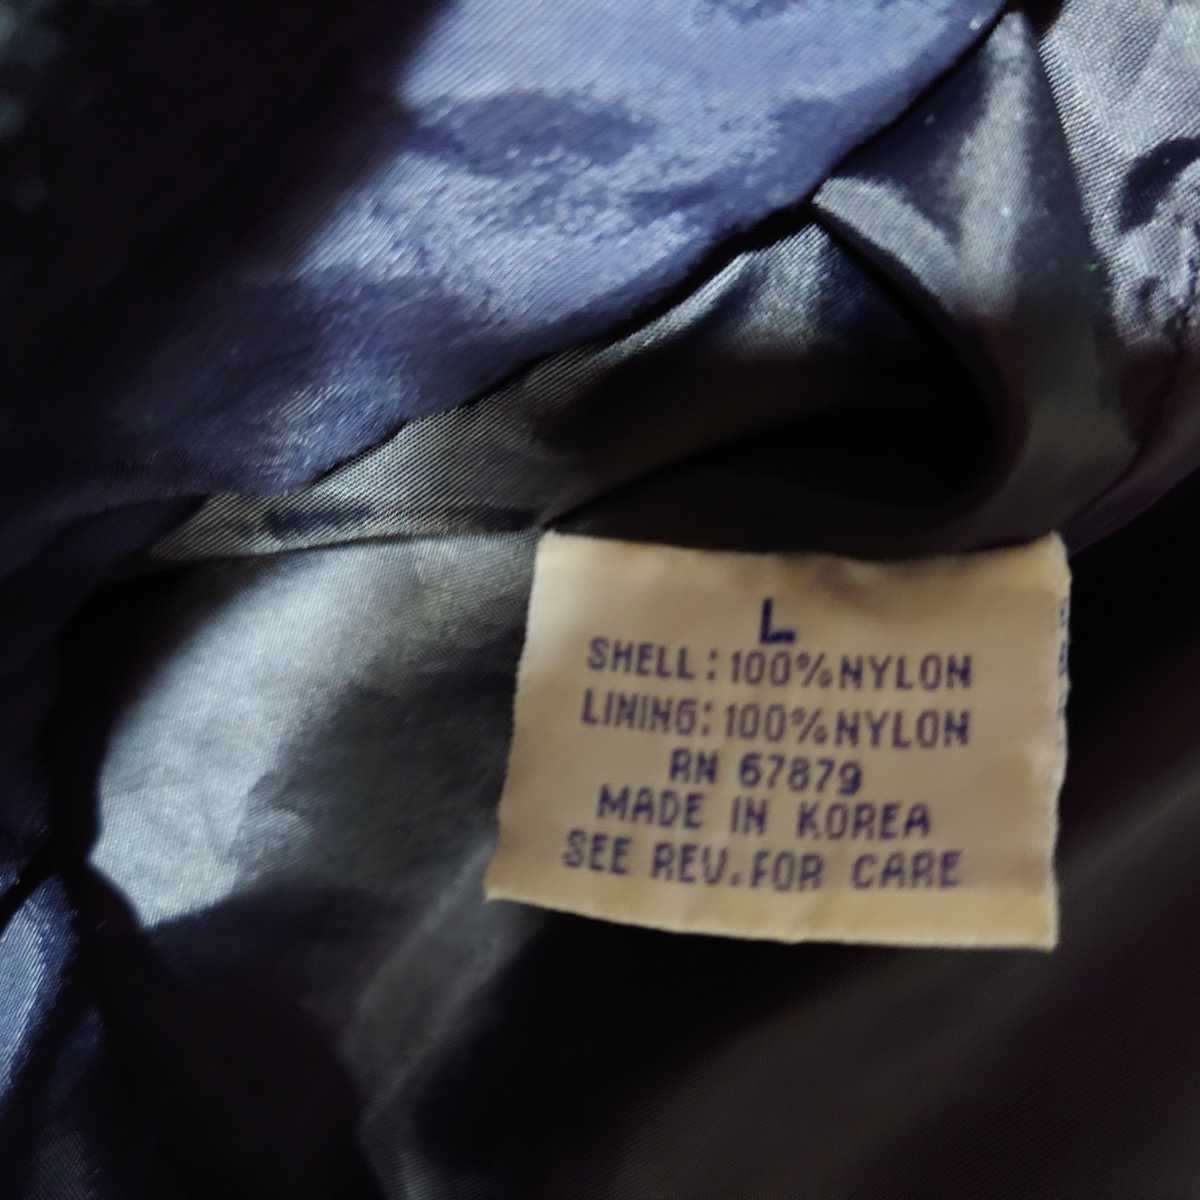 L
SHELL: 100% NYLON
LINING: 100% NYLON
RN 67879
MADE IN KOREA
SEE REV. FOR CARE